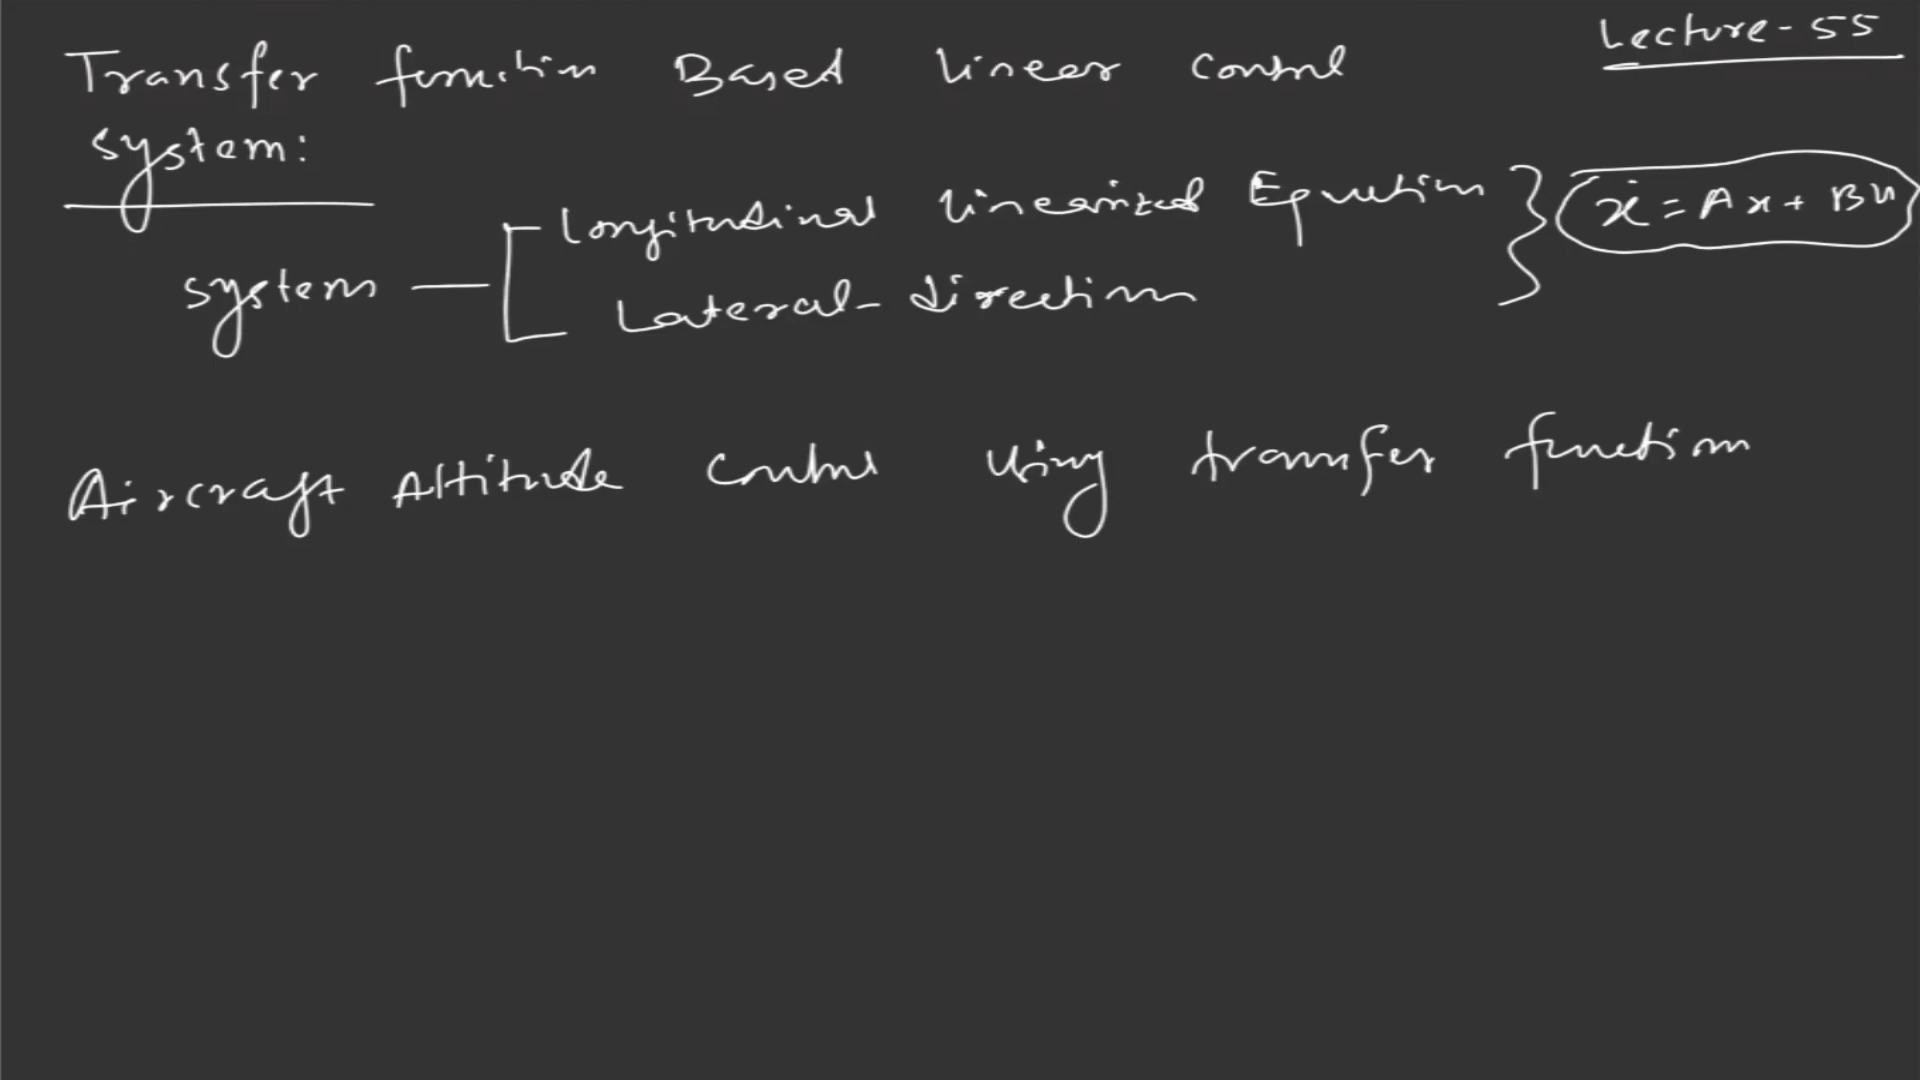 Lecture-55
Transfer function Based linear control
system:
system — Longitudinal linearized Equation } ẋ = Ax + Bu
Lateral-direction
Aircraft Attitude control using transfer function